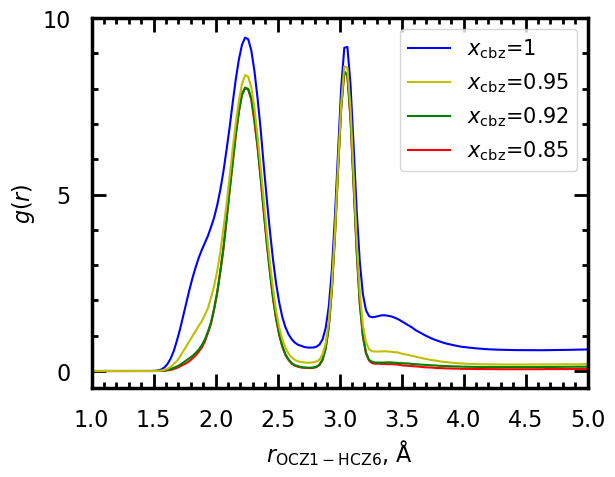 10
5
0
g(r)
x_cbz=1
x_cbz=0.95
x_cbz=0.92
x_cbz=0.85
1.0 1.5 2.0 2.5 3.0 3.5 4.0 4.5 5.0
r_OCZ1−HCZ6, Å